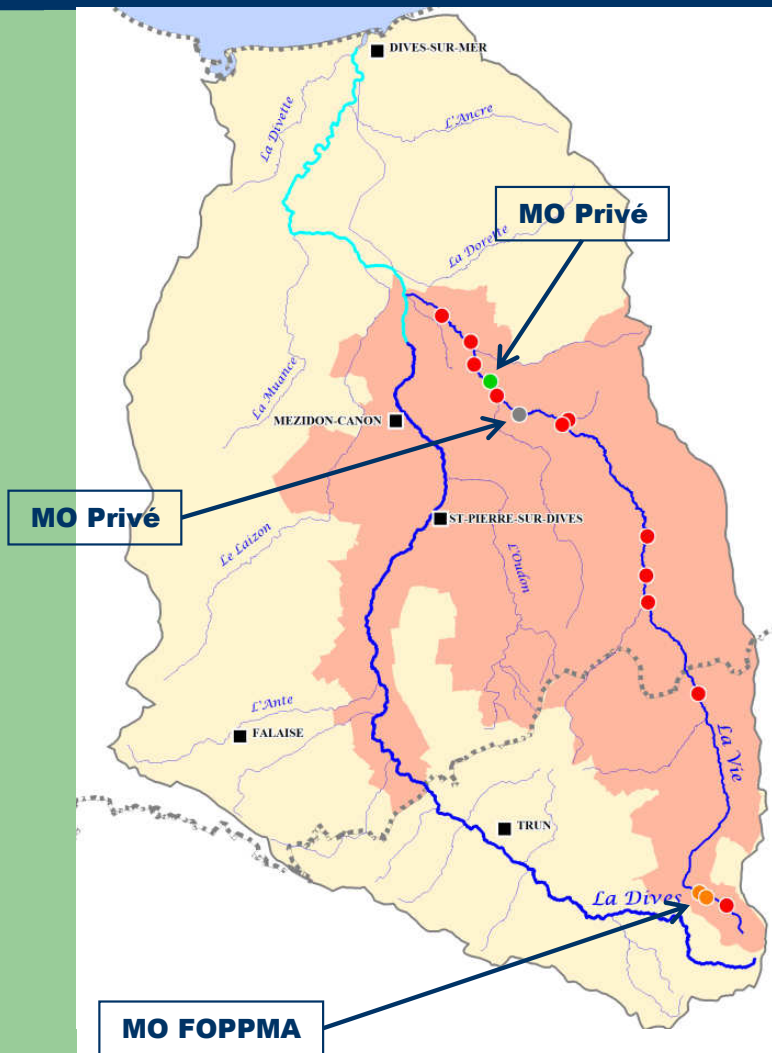 DIVES-SUR-MER
La Divette
L'Ancre
MO Privé
La Dorette
La Muance
MEZIDON-CANON
MO Privé
ST-PIERRE-SUR-DIVES
Le Laizon
L'Oudon
L'Ante
FALAISE
La Vie
TRUN
La Dives
MO FOPPMA